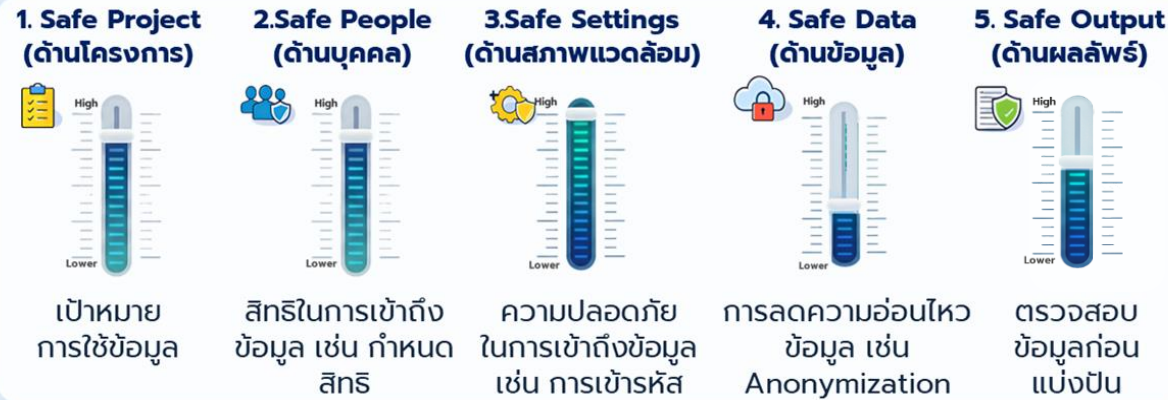 1. Safe Project
(ด้านโครงการ)
High
Lower
เป้าหมาย
การใช้ข้อมูล
2.Safe People
(ด้านบุคคล)
High
Lower
สิทธิในการเข้าถึง
ข้อมูล เช่น กำหนด
สิทธิ
3.Safe Settings
(ด้านสภาพแวดล้อม)
High
Lower
ความปลอดภัย
ในการเข้าถึงข้อมูล
เช่น การเข้ารหัส
4. Safe Data
(ด้านข้อมูล)
High
Lower
การลดความอ่อนไหว
ข้อมูล เช่น
Anonymization
5. Safe Output
(ด้านผลลัพธ์)
High
Lower
ตรวจสอบ
ข้อมูลก่อน
แบ่งปัน